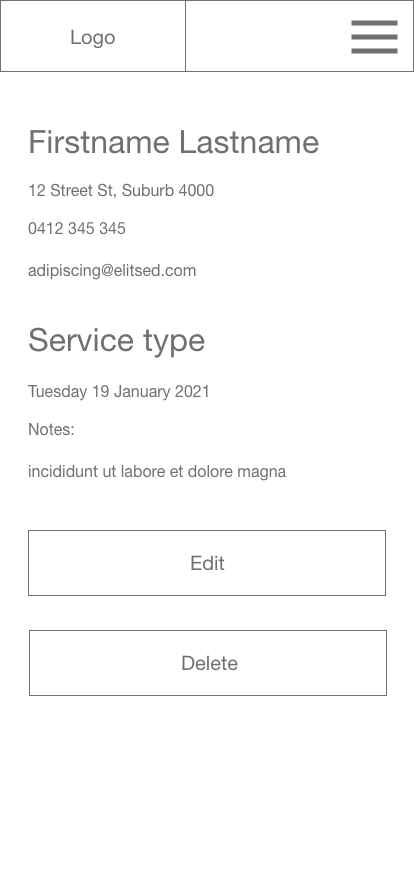 Logo
Firstname Lastname
12 Street St, Suburb 4000
0412 345 345
adipiscing@elitsed.com
Service type
Tuesday 19 January 2021
Notes:
incididunt ut labore et dolore magna
Edit
Delete